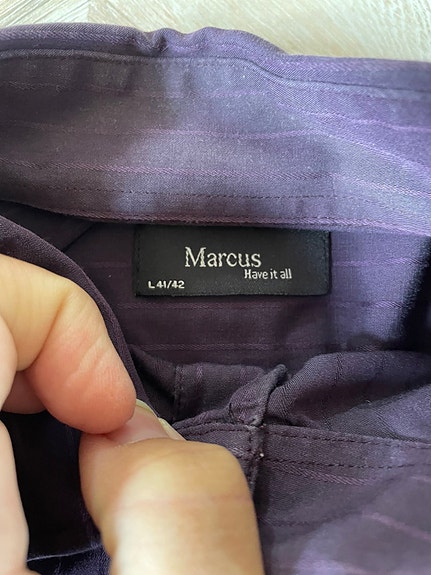 Marcus
Have it all
L 41/42